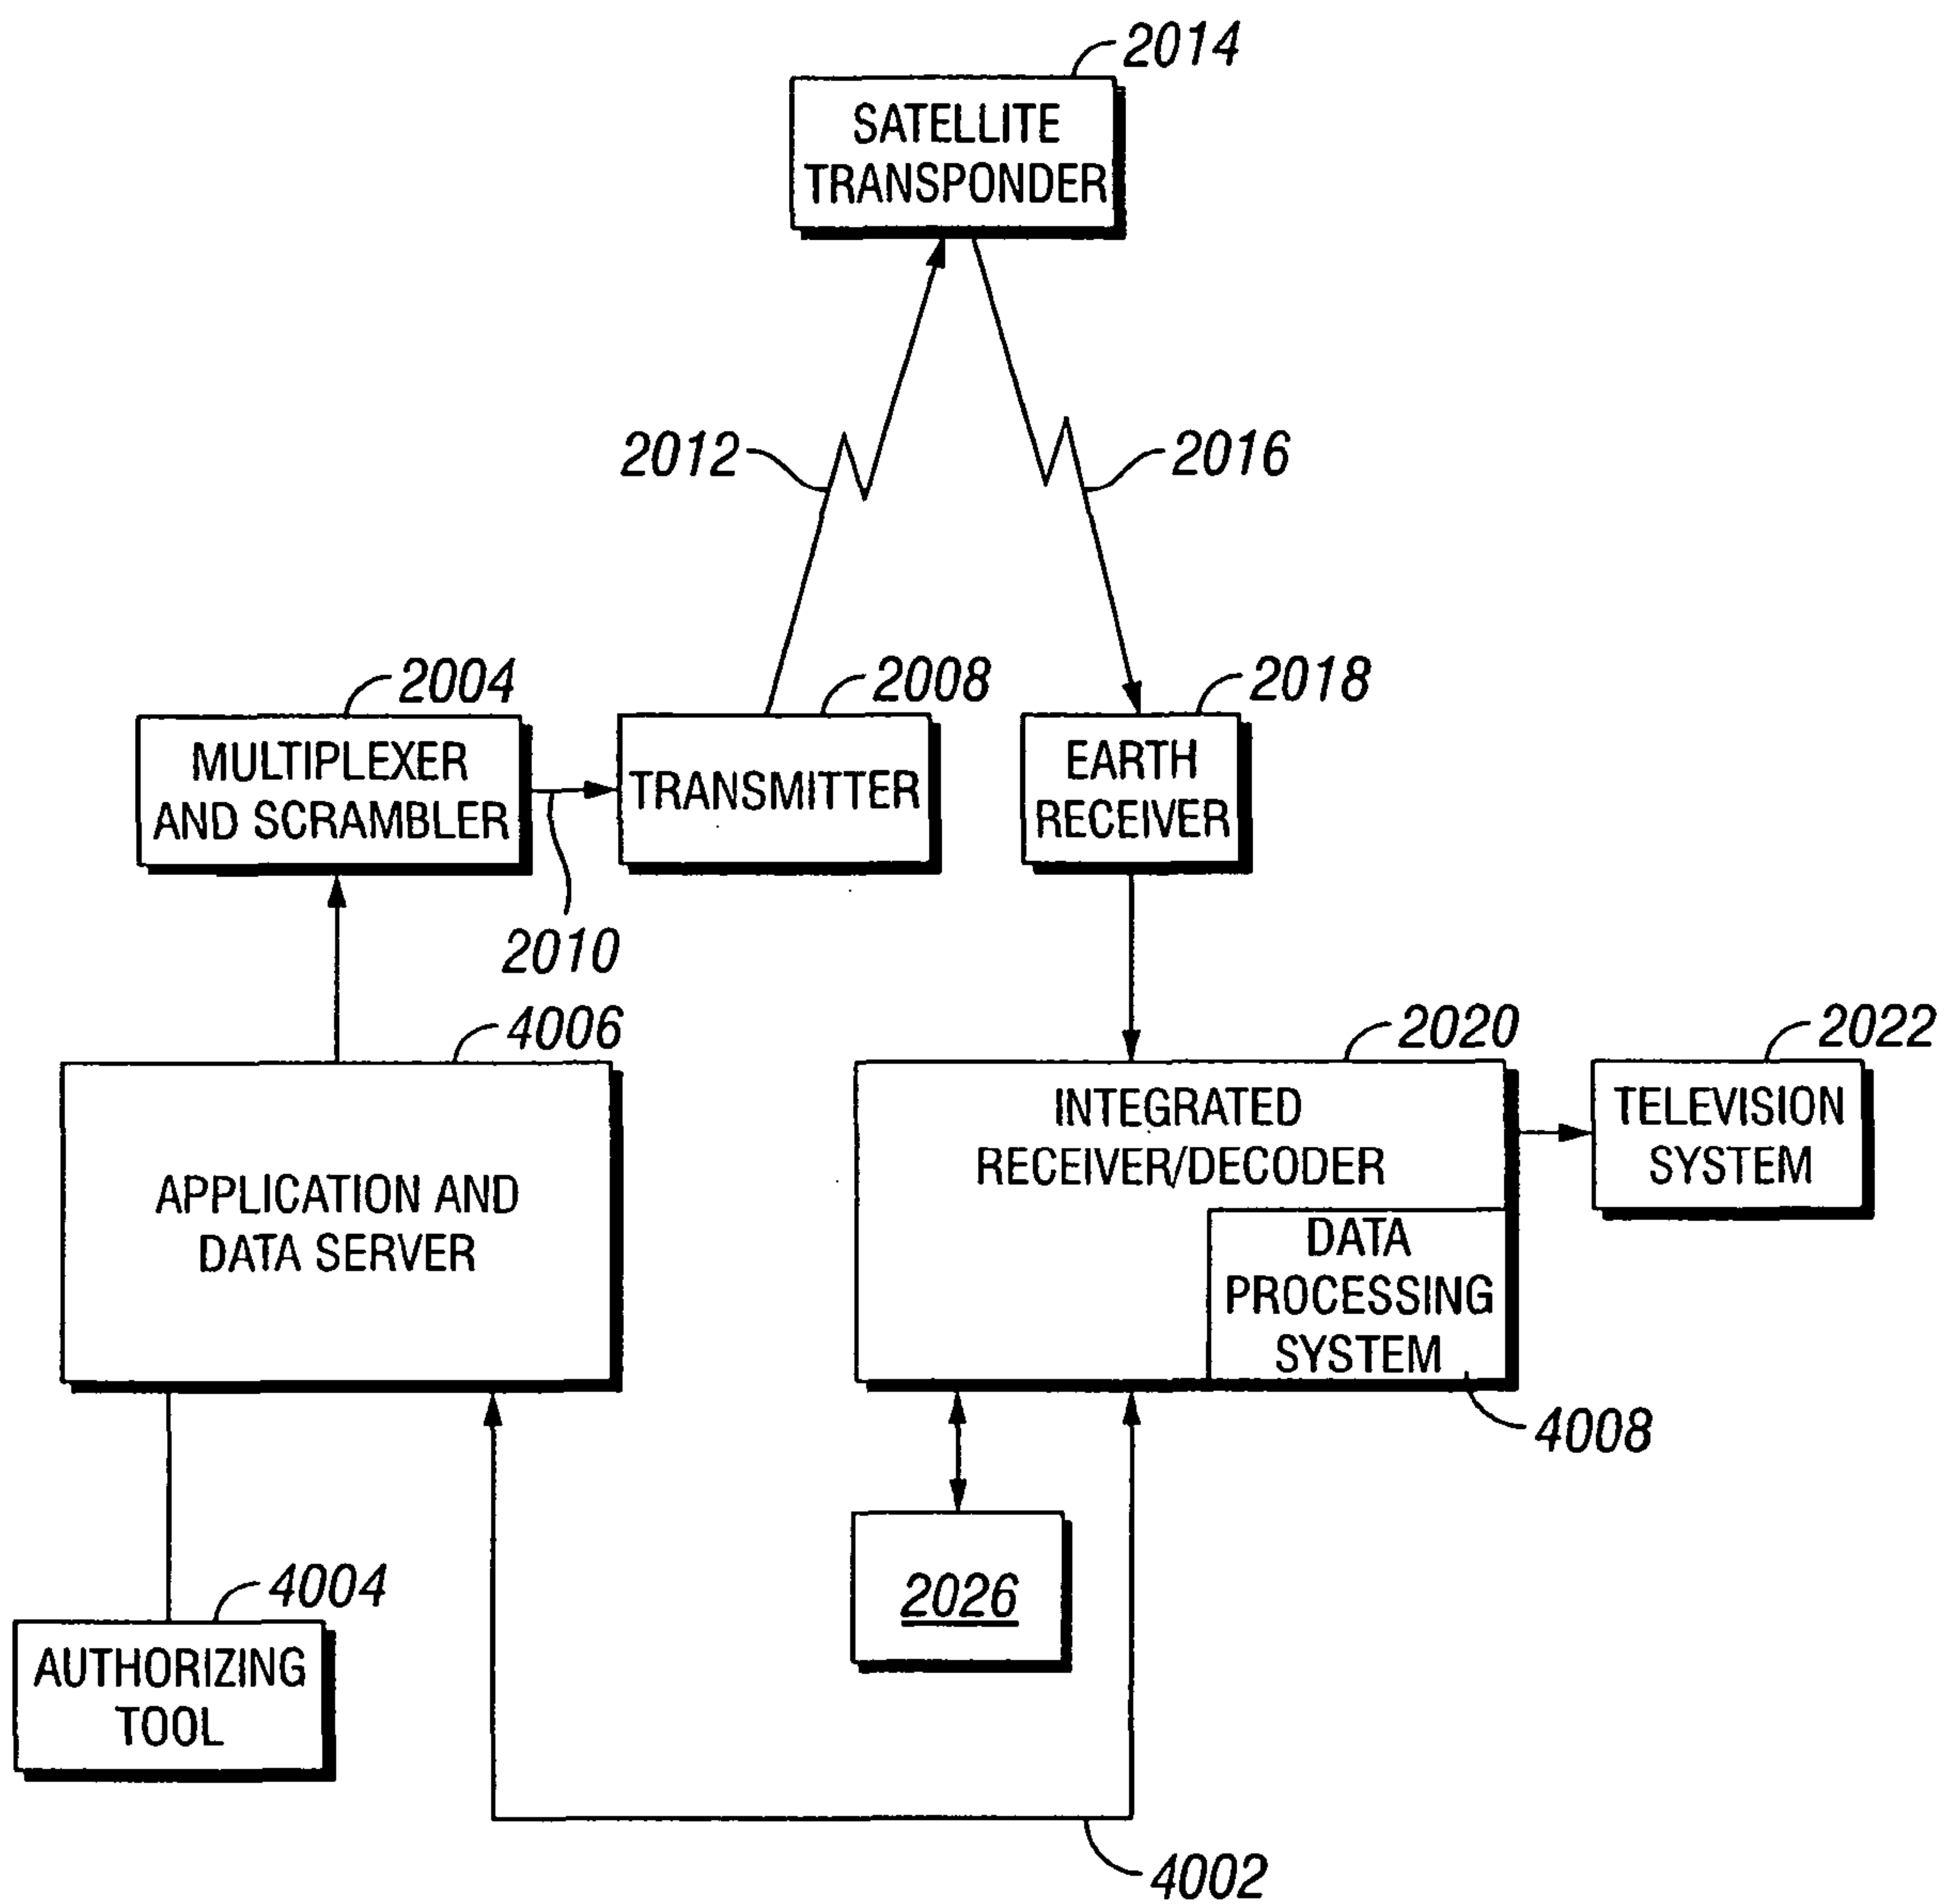 2014
SATELLITE
TRANSPONDER
2012
2016
2004
2008
2018
MULTIPLEXER
AND SCRAMBLER
TRANSMITTER
EARTH
RECEIVER
2010
4006
2020
2022
APPLICATION AND
DATA SERVER
INTEGRATED
RECEIVER/DECODER
TELEVISION
SYSTEM
DATA
PROCESSING
SYSTEM
4008
4004
AUTHORIZING
TOOL
2026
4002